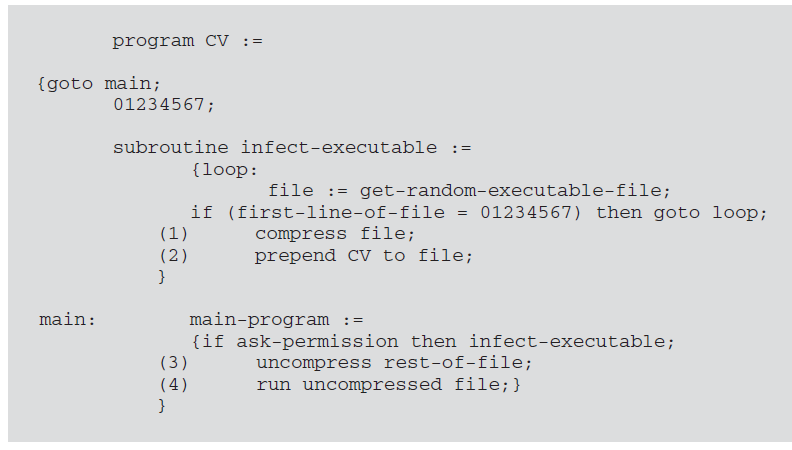 program CV :=
{goto main;
01234567;
subroutine infect-executable :=
{loop:
file := get-random-executable-file;
if (first-line-of-file = 01234567) then goto loop;
(1) compress file;
(2) prepend CV to file;
}
main: main-program :=
{if ask-permission then infect-executable;
(3) uncompress rest-of-file;
(4) run uncompressed file;}
}